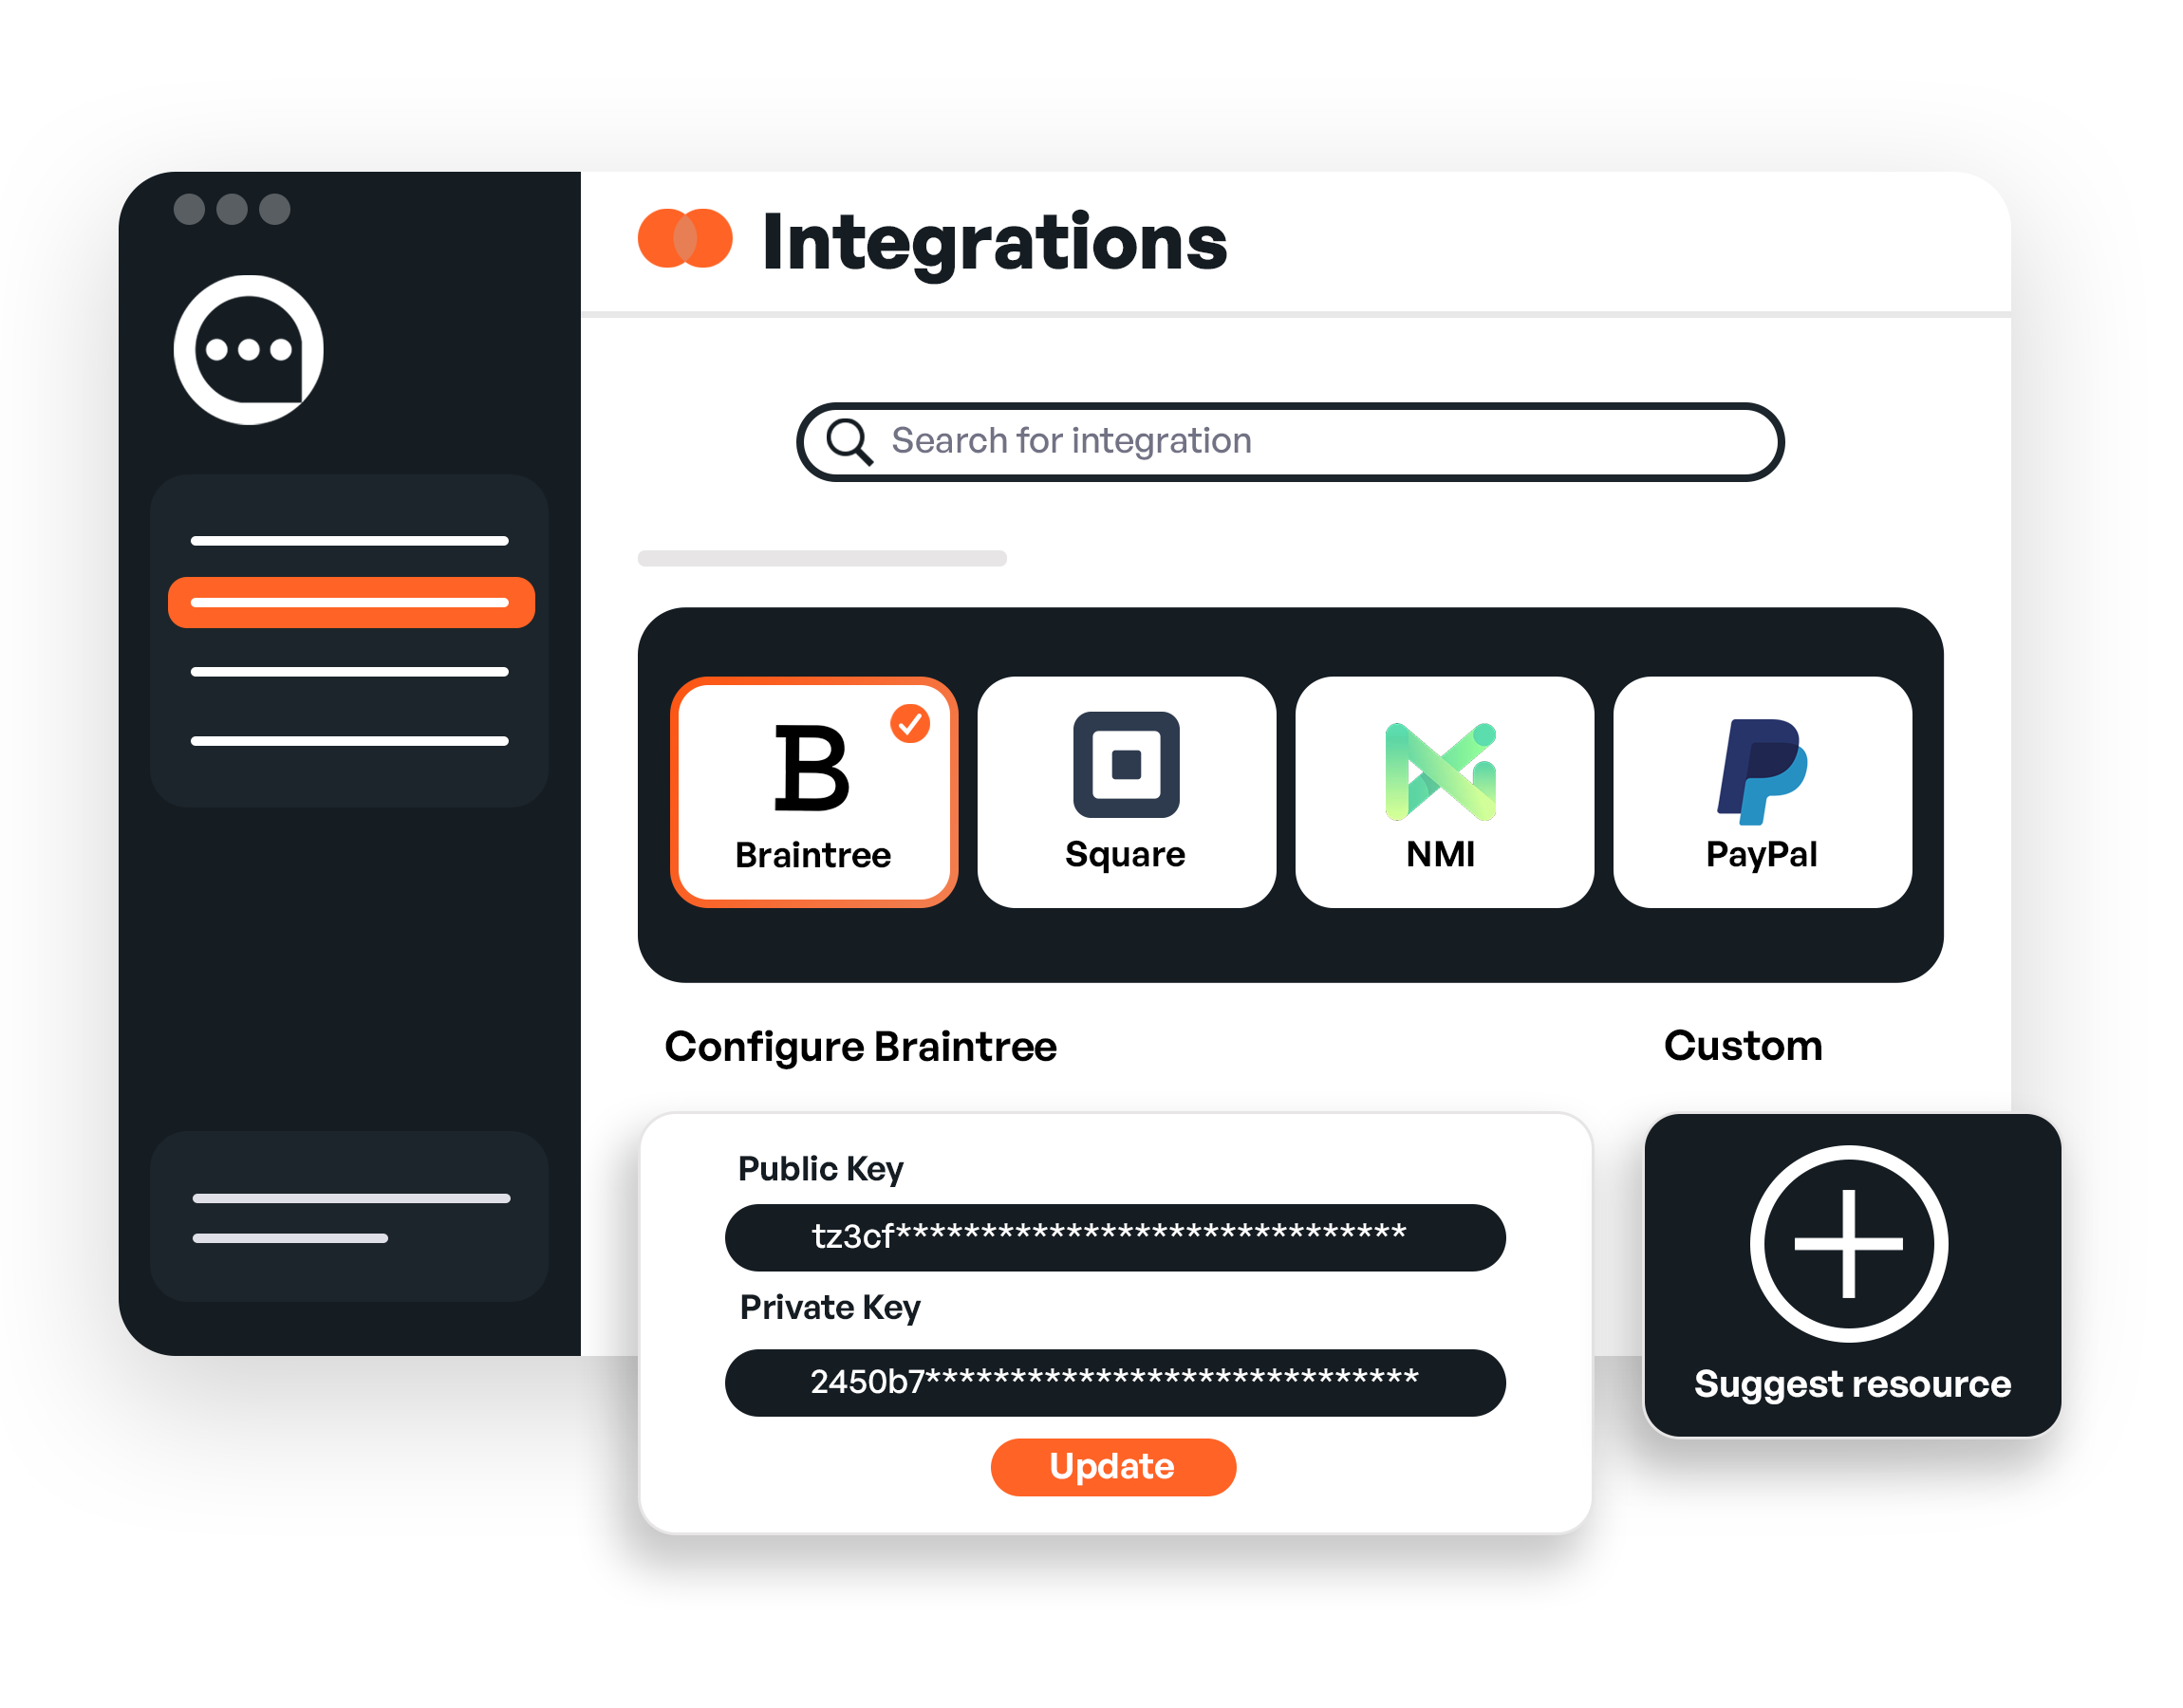 Integrations
Search for integration
B
Braintree
Square
NMI
PayPal
Configure Braintree
Custom
Public Key
tz3cf******************************
Private Key
2450b7*****************************
Update
Suggest resource